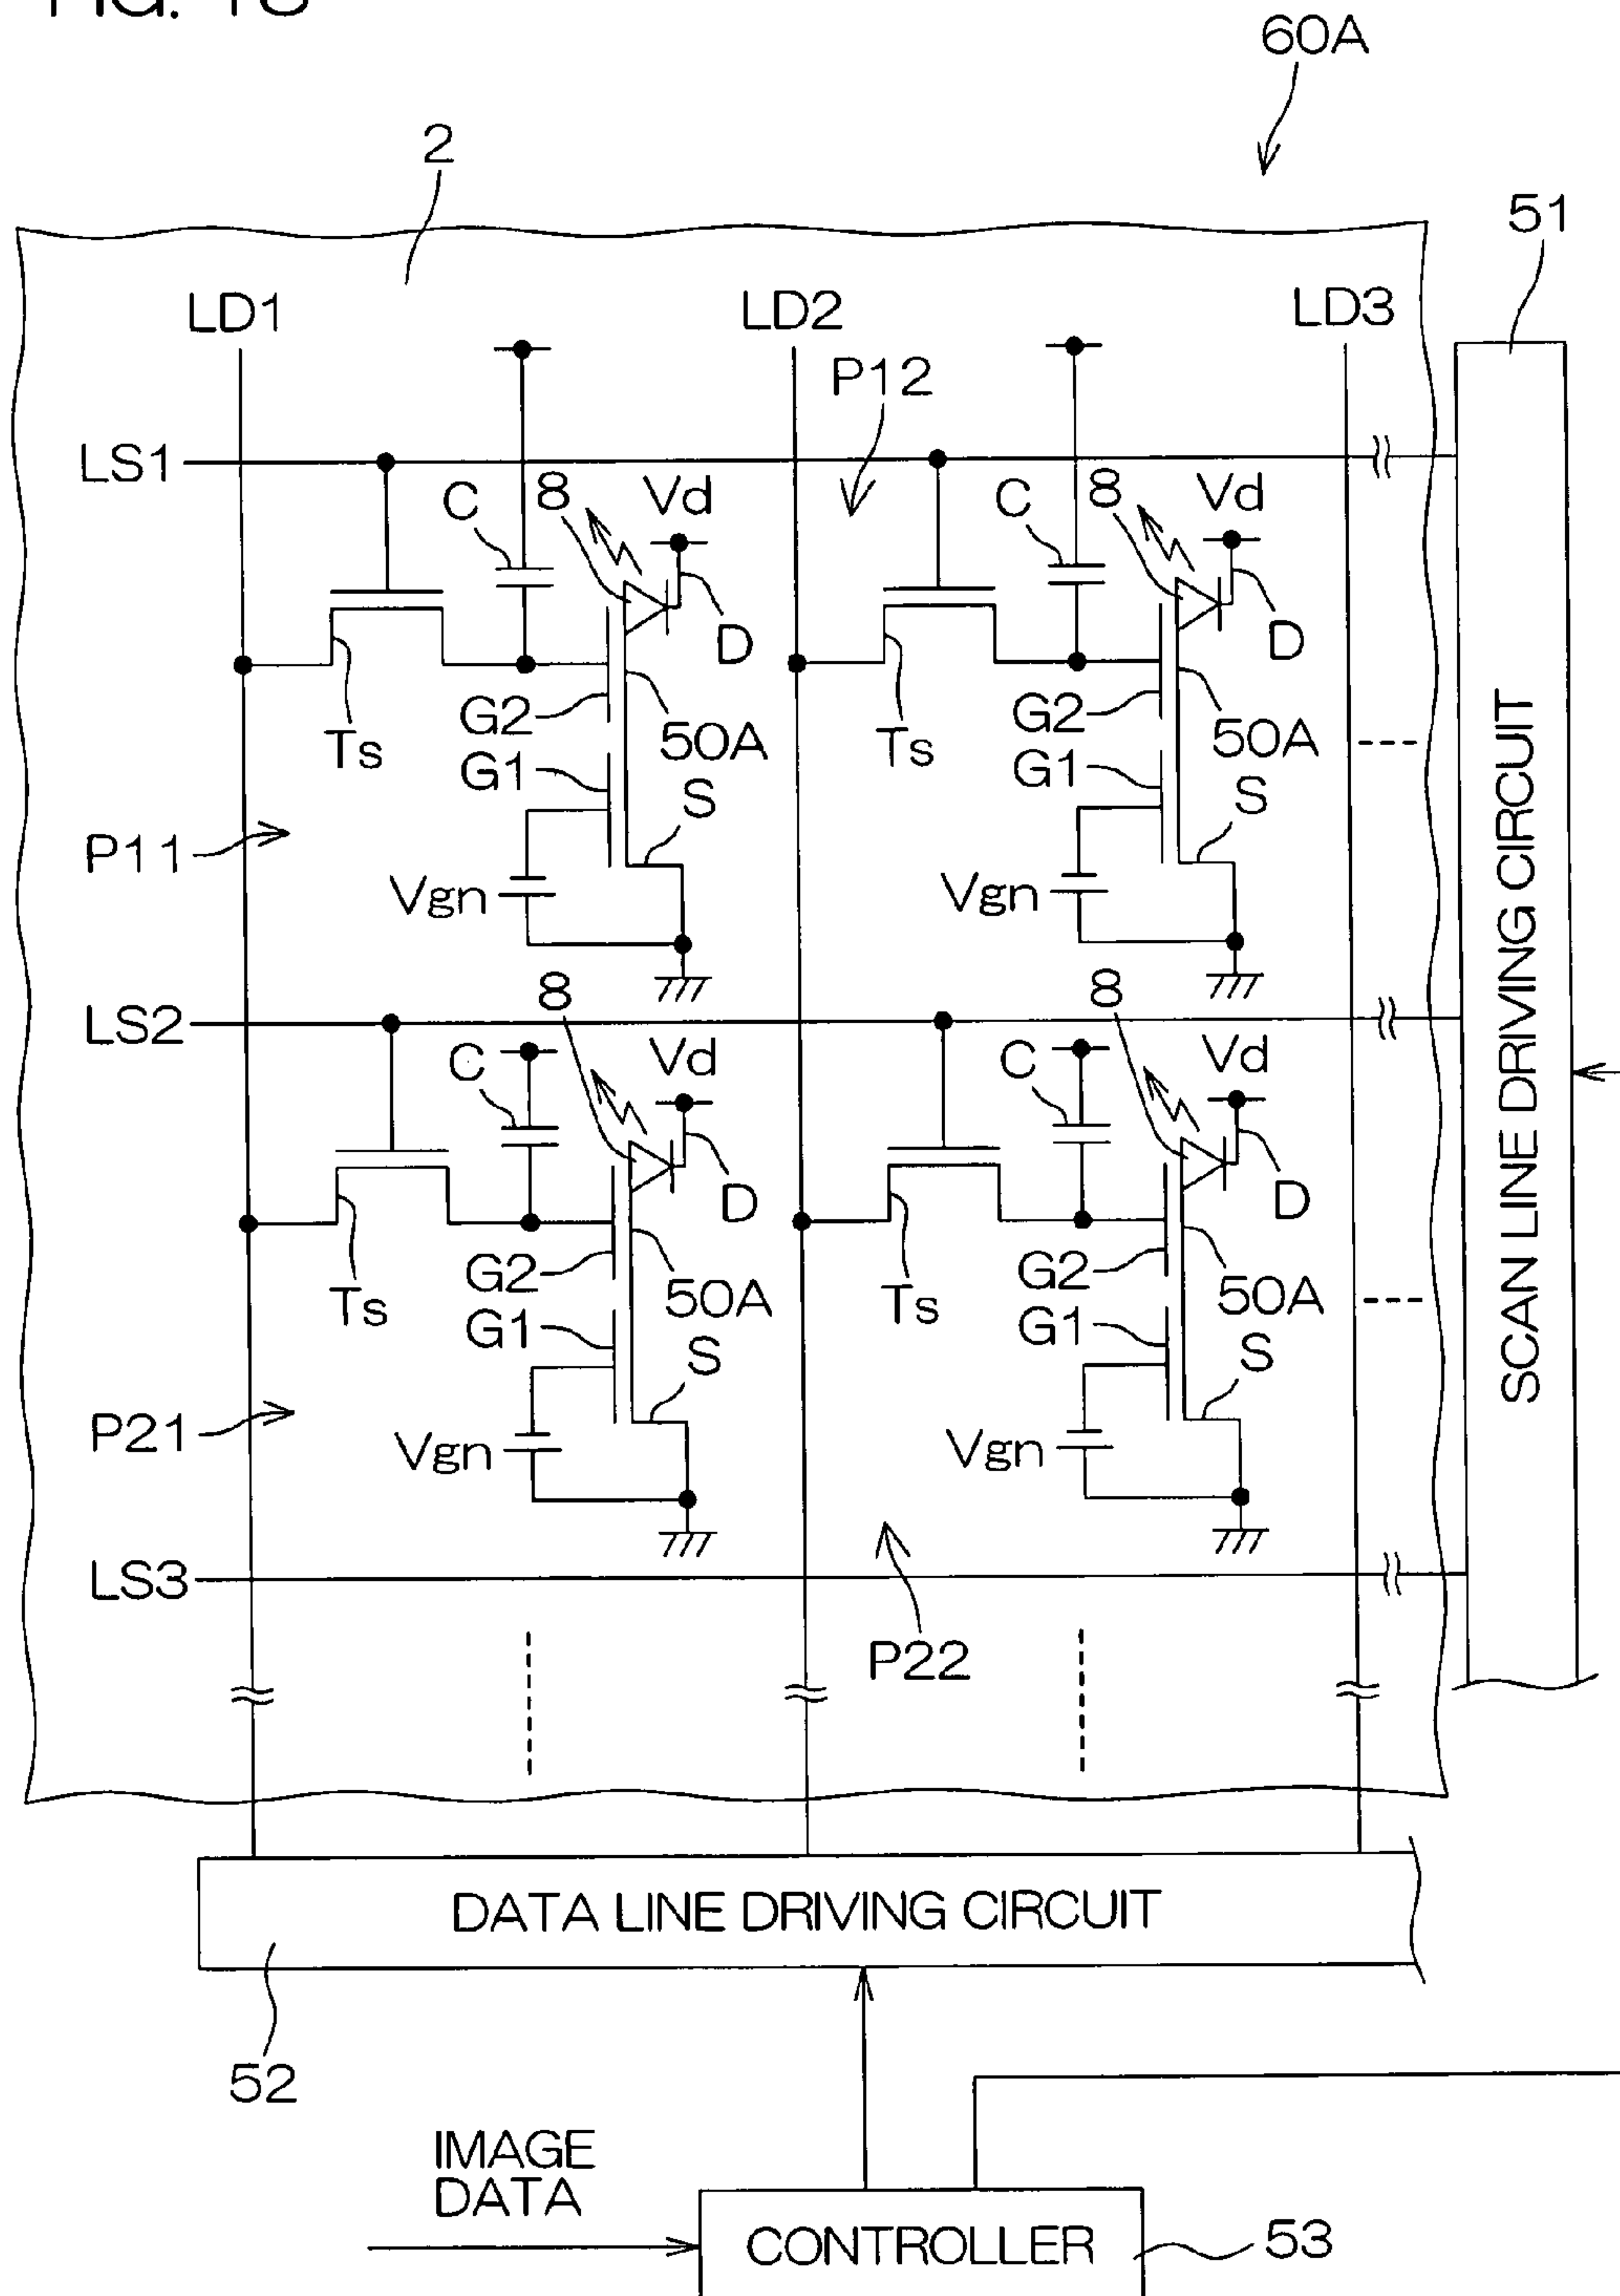 60A
2
51
LD1 LD2 LD3
P12
LS1
C 8 Vd C 8 Vd
D D
Ts G2 50A Ts G2 50A
G1 S G1 S
P11
Vgn Vgn
SCAN LINE DRIVING CIRCUIT
8 8
LS2
C Vd C Vd
D D
Ts G2 50A Ts G2 50A
G1 S G1 S
P21
Vgn Vgn
LS3
P22
DATA LINE DRIVING CIRCUIT
52
IMAGE
DATA
CONTROLLER
53